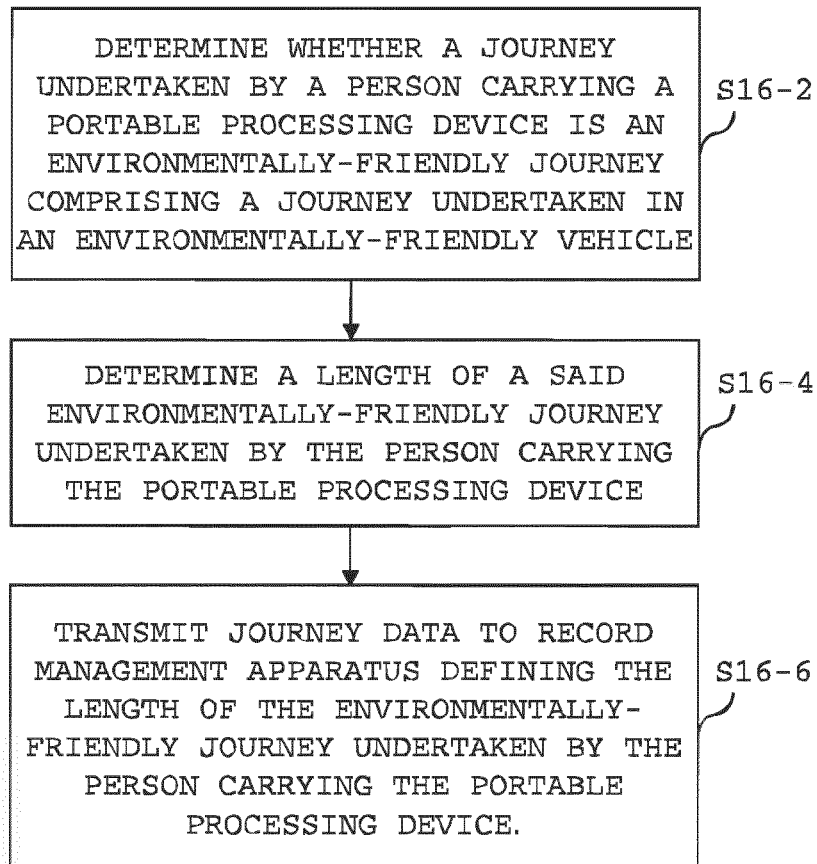 DETERMINE WHETHER A JOURNEY
UNDERTAKEN BY A PERSON CARRYING A
PORTABLE PROCESSING DEVICE IS AN
ENVIRONMENTALLY-FRIENDLY JOURNEY
COMPRISING A JOURNEY UNDERTAKEN IN
AN ENVIRONMENTALLY-FRIENDLY VEHICLE
S16-2
DETERMINE A LENGTH OF A SAID
ENVIRONMENTALLY-FRIENDLY JOURNEY
UNDERTAKEN BY THE PERSON CARRYING
THE PORTABLE PROCESSING DEVICE
S16-4
TRANSMIT JOURNEY DATA TO RECORD
MANAGEMENT APPARATUS DEFINING THE
LENGTH OF THE ENVIRONMENTALLY-
FRIENDLY JOURNEY UNDERTAKEN BY THE
PERSON CARRYING THE PORTABLE
PROCESSING DEVICE.
S16-6